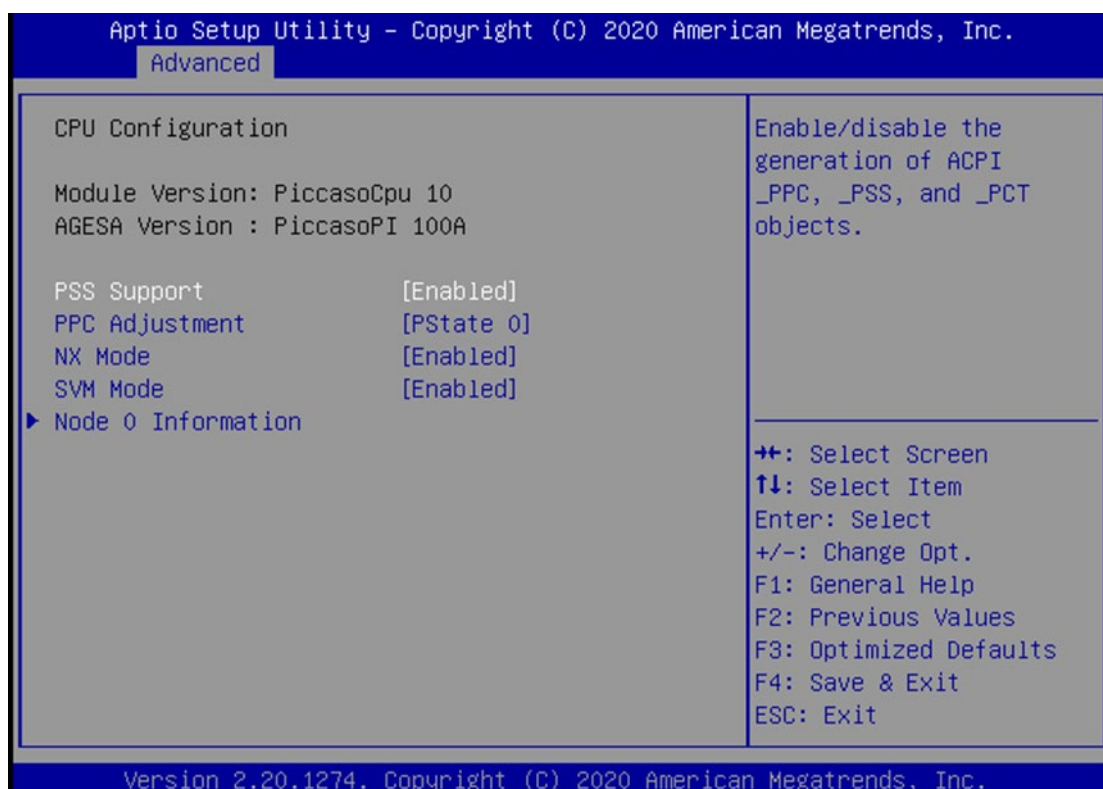 Aptio Setup Utility – Copyright (C) 2020 American Megatrends, Inc.
Advanced
CPU Configuration
Module Version: PiccasoCpu 10
AGESA Version : PiccasoPI 100A
PSS Support [Enabled]
PPC Adjustment [PState 0]
NX Mode [Enabled]
SVM Mode [Enabled]
Node 0 Information
Enable/disable the
generation of ACPI
_PPC, _PSS, and _PCT
objects.
→←: Select Screen
↑↓: Select Item
Enter: Select
+/-: Change Opt.
F1: General Help
F2: Previous Values
F3: Optimized Defaults
F4: Save & Exit
ESC: Exit
Version 2.20.1274. Copyright (C) 2020 American Megatrends, Inc.